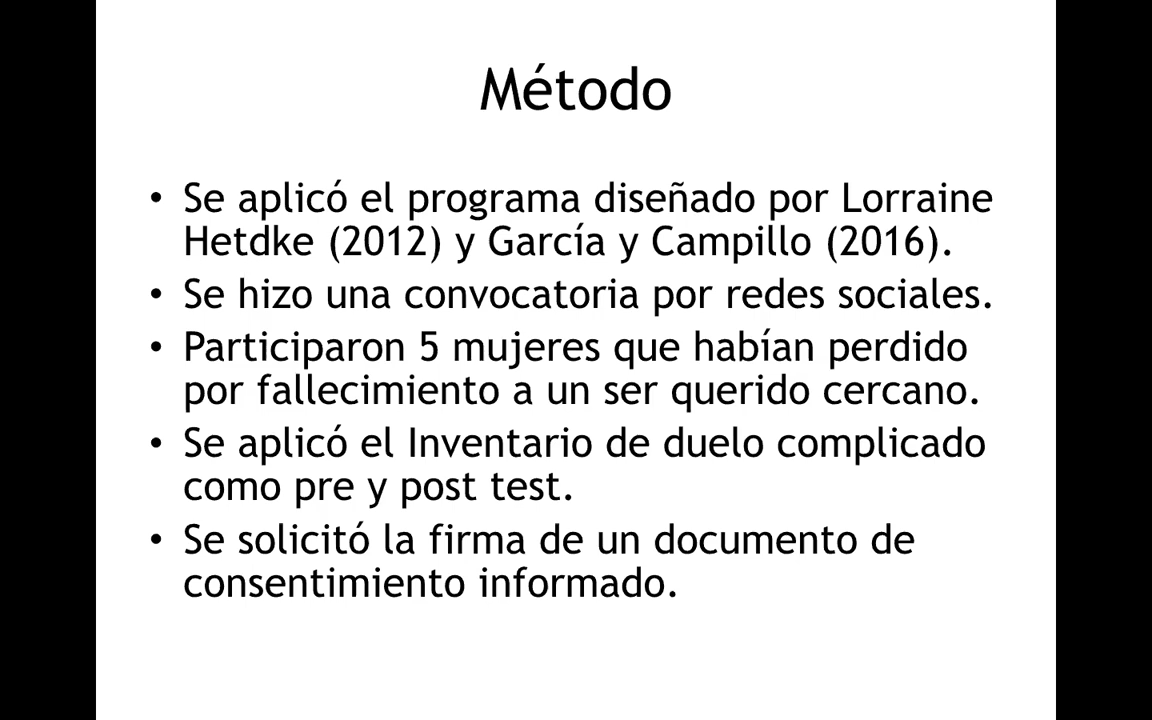 Método
• Se aplicó el programa diseñado por Lorraine
Hetdke (2012) y García y Campillo (2016).
• Se hizo una convocatoria por redes sociales.
• Participaron 5 mujeres que habían perdido
por fallecimiento a un ser querido cercano.
• Se aplicó el Inventario de duelo complicado
como pre y post test.
• Se solicitó la firma de un documento de
consentimiento informado.